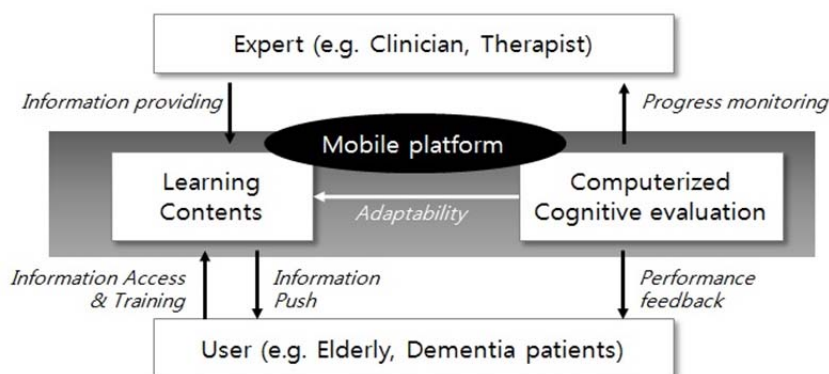 Expert (e.g. Clinician, Therapist)
Information providing
Progress monitoring
Mobile platform
Learning
Contents
Adaptability
Computerized
Cognitive evaluation
Information Access
& Training
Information
Push
Performance
feedback
User (e.g. Elderly, Dementia patients)